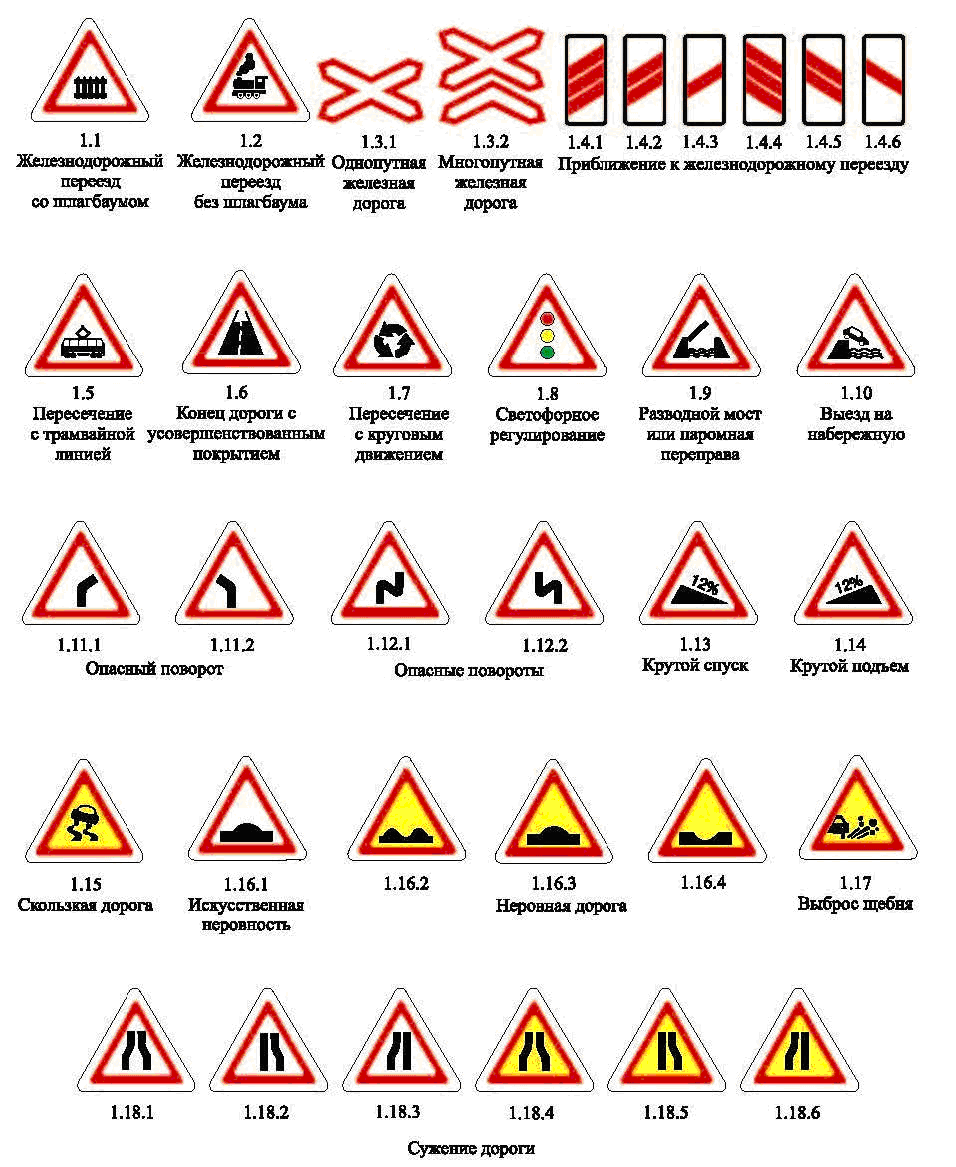 1.1 1.2 1.3.1 1.3.2 1.4.1 1.4.2 1.4.3 1.4.4 1.4.5 1.4.6
Железнодорожный
переезд
со шлагбаумом
Железнодорожный
переезд
без шлагбаума
Однопутная
железная
дорога
Многопутная
железная
дорога
Приближение к железнодорожному переезду
1.5 1.6 1.7 1.8 1.9 1.10
Пересечение
с трамвайной
линией
Конец дороги с
усовершенствованным
покрытием
Пересечение
с круговым
движением
Светофорное
регулирование
Разводной мост
или паромная
переправа
Выезд на
набережную
12% 12%
1.11.1 1.11.2 1.12.1 1.12.2 1.13 1.14
Опасный поворот
Опасные повороты
Крутой спуск
Крутой подъем
1.15 1.16.1 1.16.2 1.16.3 1.16.4 1.17
Скользкая дорога
Искусственная
неровность
Неровная дорога
Выброс щебня
1.18.1 1.18.2 1.18.3 1.18.4 1.18.5 1.18.6
Сужение дороги